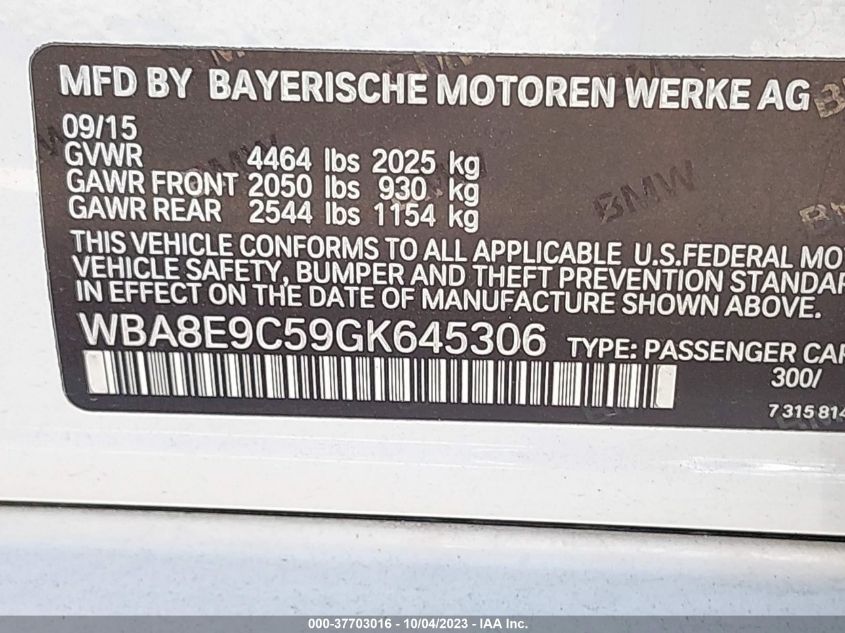 MFD BY BAYERISCHE MOTOREN WERKE AG
09/15
GVWR 4464 lbs 2025 kg
GAWR FRONT 2050 lbs 930 kg
GAWR REAR 2544 lbs 1154 kg
BMW
THIS VEHICLE CONFORMS TO ALL APPLICABLE U.S.FEDERAL MO
VEHICLE SAFETY, BUMPER AND THEFT PREVENTION STANDAR
IN EFFECT ON THE DATE OF MANUFACTURE SHOWN ABOVE.
WBA8E9C59GK645306 TYPE: PASSENGER CAR
300/
7 315 814
000-37703016 - 10/04/2023 - IAA Inc.